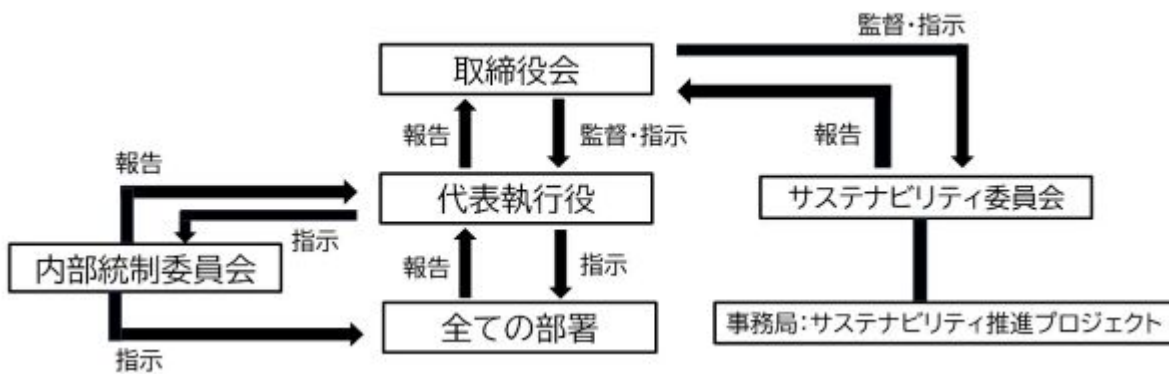 監督・指示
取締役会
報告
監督・指示
報告
報告
代表執行役
サステナビリティ委員会
指示
内部統制委員会
報告
指示
全ての部署
事務局：サステナビリティ推進プロジェクト
指示